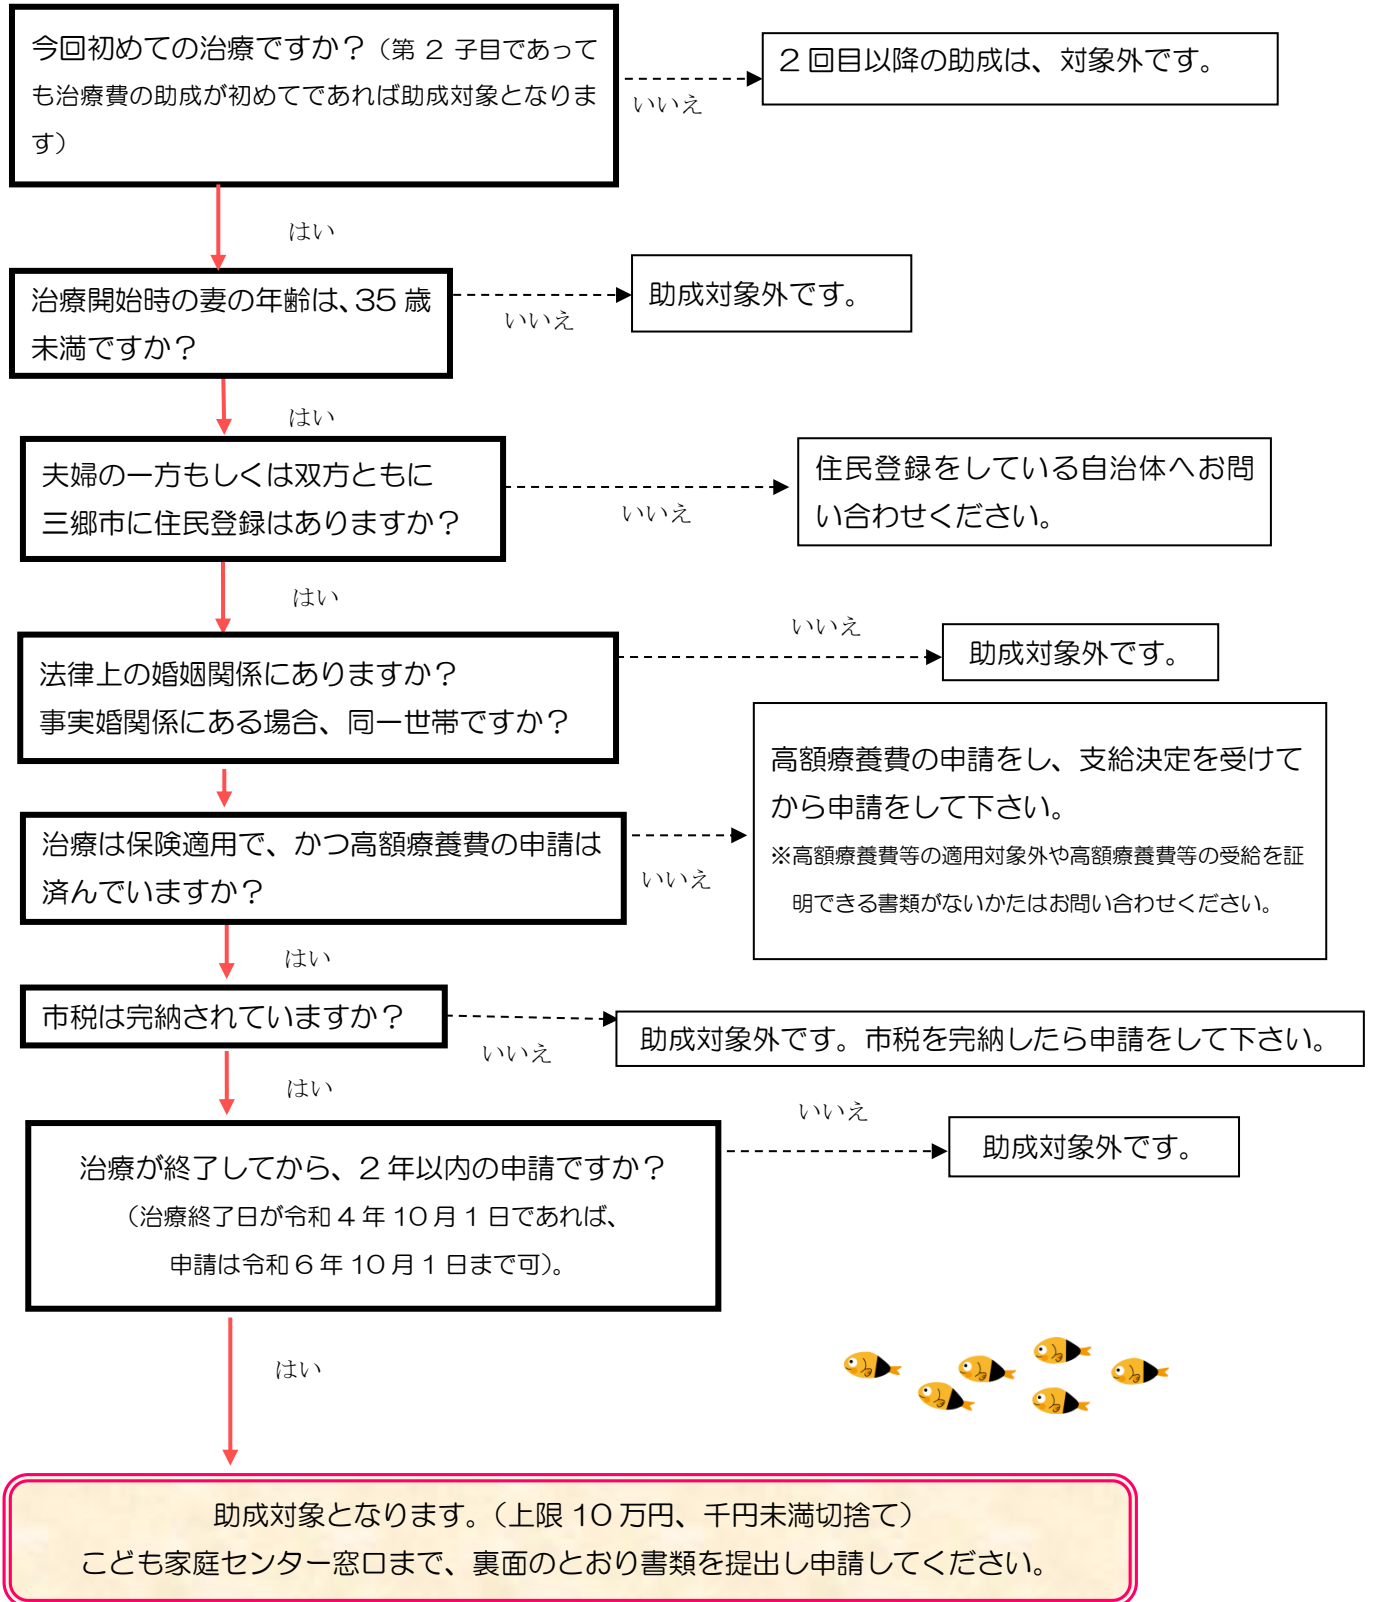 今回初めての治療ですか？（第 2 子目であって
も治療費の助成が初めてであれば助成対象となりま
す）
いいえ
2 回目以降の助成は、対象外です。
はい
治療開始時の妻の年齢は、35 歳
未満ですか？
いいえ
助成対象外です。
はい
夫婦の一方もしくは双方ともに
三郷市に住民登録はありますか？
いいえ
住民登録をしている自治体へお問
い合わせください。
はい
法律上の婚姻関係にありますか？
事実婚関係にある場合、同一世帯ですか？
いいえ
助成対象外です。
治療は保険適用で、かつ高額療養費の申請は
済んでいますか？
いいえ
高額療養費の申請をし、支給決定を受けて
から申請をして下さい。
※高額療養費等の適用対象外や高額療養費等の受給を証
明できる書類がないかたはお問い合わせください。
はい
市税は完納されていますか？
いいえ
助成対象外です。市税を完納したら申請をして下さい。
はい
治療が終了してから、2 年以内の申請ですか？
（治療終了日が令和 4 年 10 月 1 日であれば、
申請は令和 6 年 10 月 1 日まで可）。
いいえ
助成対象外です。
はい
助成対象となります。（上限 10 万円、千円未満切捨て）
こども家庭センター窓口まで、裏面のとおり書類を提出し申請してください。